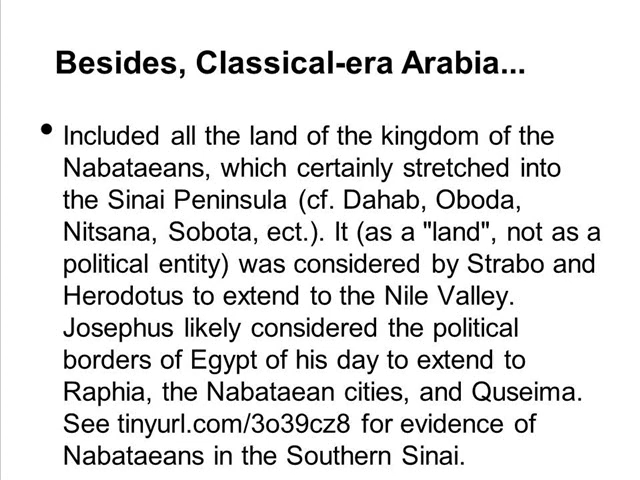 Besides, Classical-era Arabia...
• Included all the land of the kingdom of the
Nabataeans, which certainly stretched into
the Sinai Peninsula (cf. Dahab, Oboda,
Nitsana, Sobota, ect.). It (as a "land", not as a
political entity) was considered by Strabo and
Herodotus to extend to the Nile Valley.
Josephus likely considered the political
borders of Egypt of his day to extend to
Raphia, the Nabataean cities, and Quseima.
See tinyurl.com/3o39cz8 for evidence of
Nabataeans in the Southern Sinai.